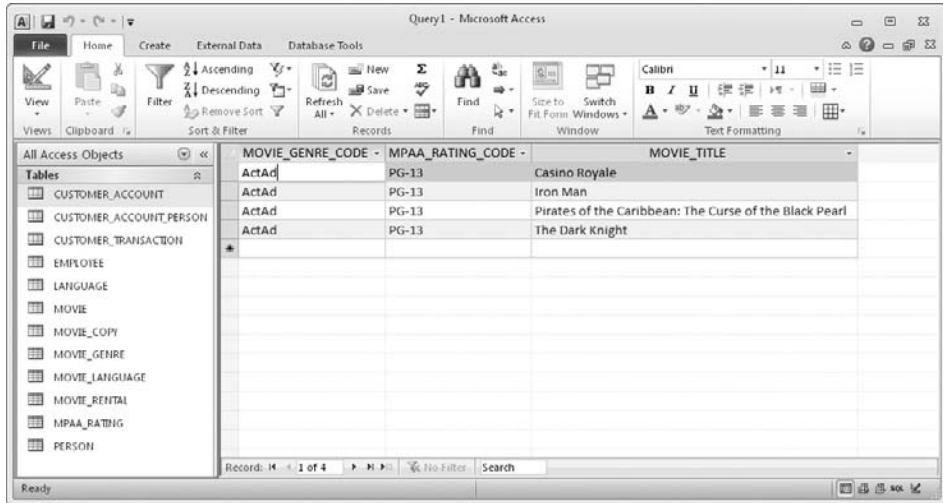 Query1 - Microsoft Access
File Home Create External Data Database Tools
View
Paste
Filter
Ascending
Descending
Remove Sort
Refresh All
New
Save
Delete
Find
Size to Fit Form
Switch Windows
Calibri 11
B I U
A
Views Clipboard Sort & Filter Records Find Window Text Formatting
All Access Objects
Tables
CUSTOMER_ACCOUNT
CUSTOMER_ACCOUNT_PERSON
CUSTOMER_TRANSACTION
EMPLOYEE
LANGUAGE
MOVIE
MOVIE_COPY
MOVIE_GENRE
MOVIE_LANGUAGE
MOVIE_RENTAL
MPAA_RATING
PERSON
MOVIE_GENRE_CODE MPAA_RATING_CODE MOVIE_TITLE
ActAd PG-13 Casino Royale
ActAd PG-13 Iron Man
ActAd PG-13 Pirates of the Caribbean: The Curse of the Black Pearl
ActAd PG-13 The Dark Knight
Record: 1 of 4 No Filter Search
Ready
SQL